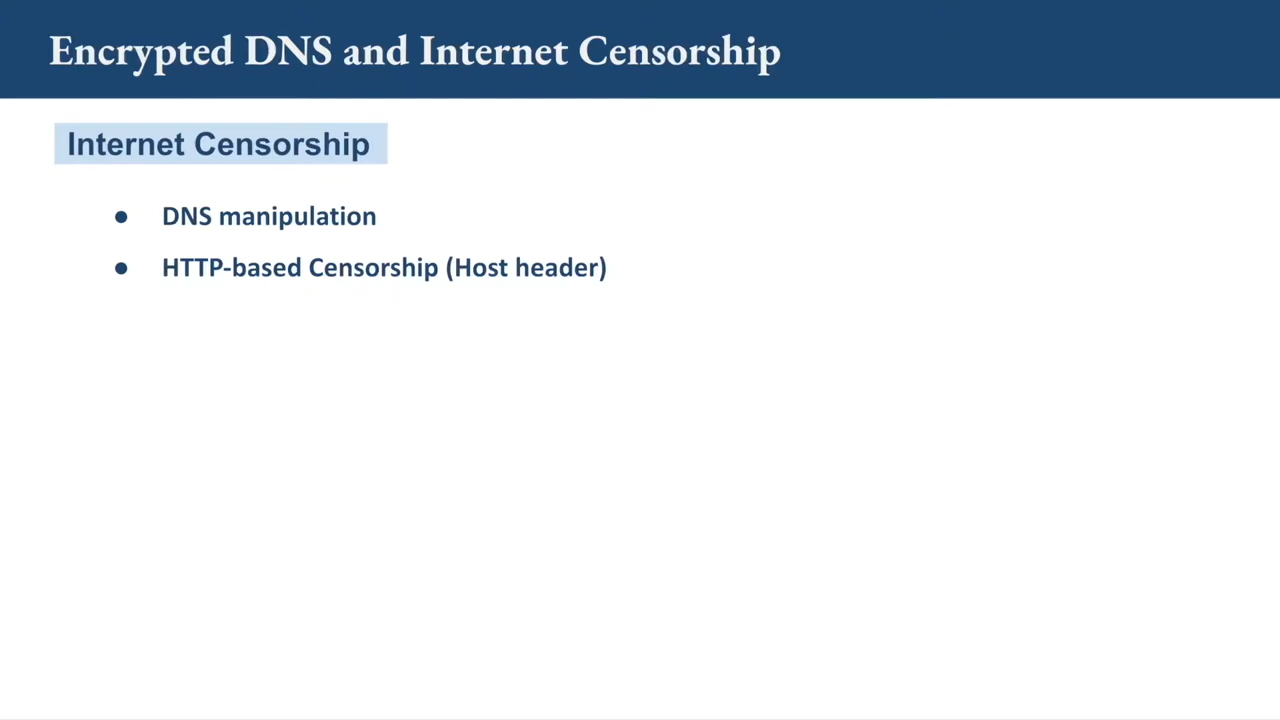 Encrypted DNS and Internet Censorship
Internet Censorship
● DNS manipulation
● HTTP-based Censorship (Host header)